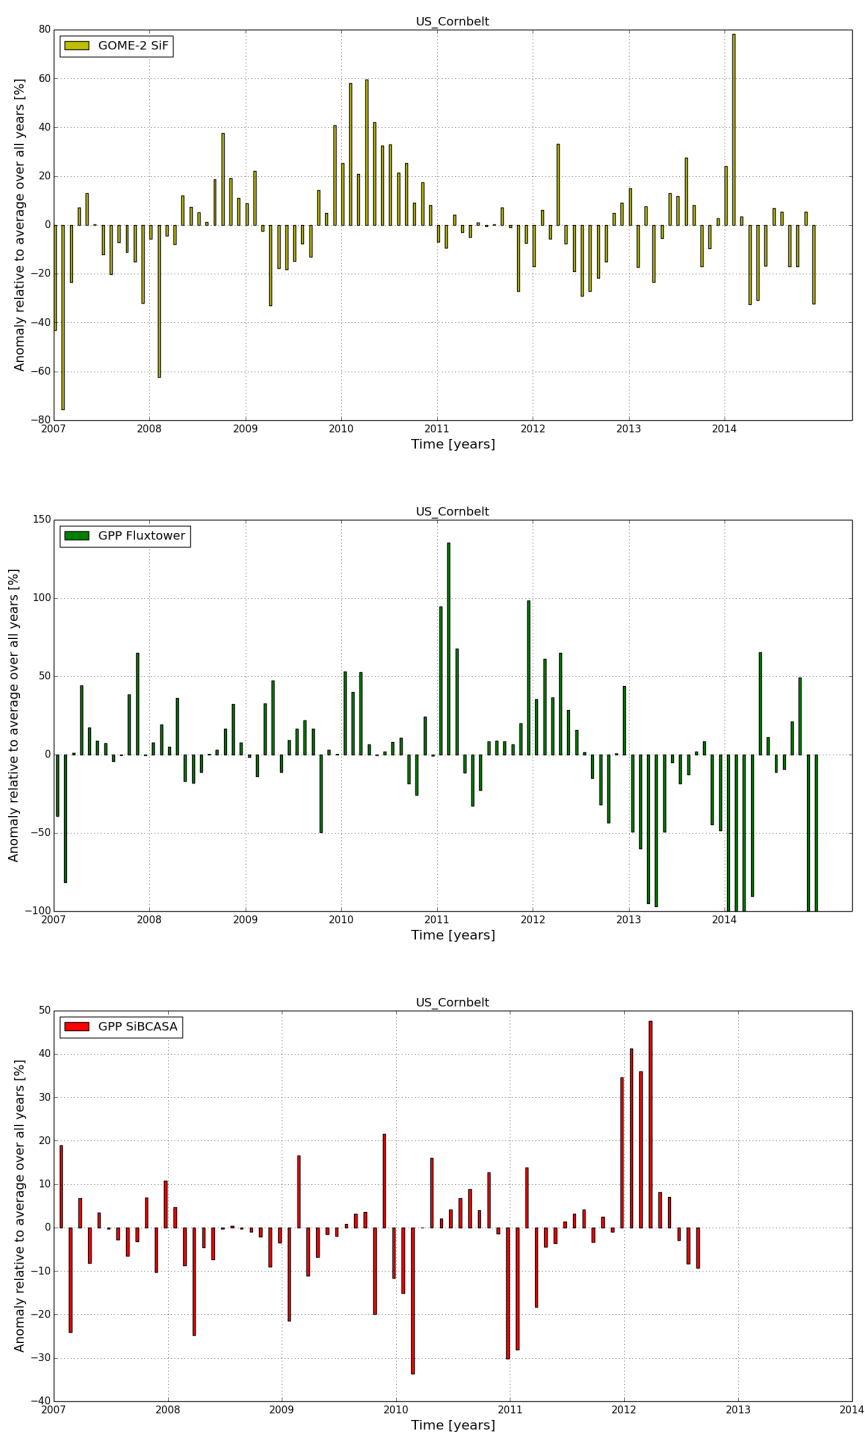 US_Cornbelt
GOME-2 SiF
Anomaly relative to average over all years [%]
80
60
40
20
0
−20
−40
−60
−80
2007 2008 2009 2010 2011 2012 2013 2014
Time [years]
US_Cornbelt
GPP Fluxtower
Anomaly relative to average over all years [%]
150
100
50
0
−50
−100
2007 2008 2009 2010 2011 2012 2013 2014
Time [years]
US_Cornbelt
GPP SiBCASA
Anomaly relative to average over all years [%]
50
40
30
20
10
0
−10
−20
−30
−40
2007 2008 2009 2010 2011 2012 2013 2014
Time [years]